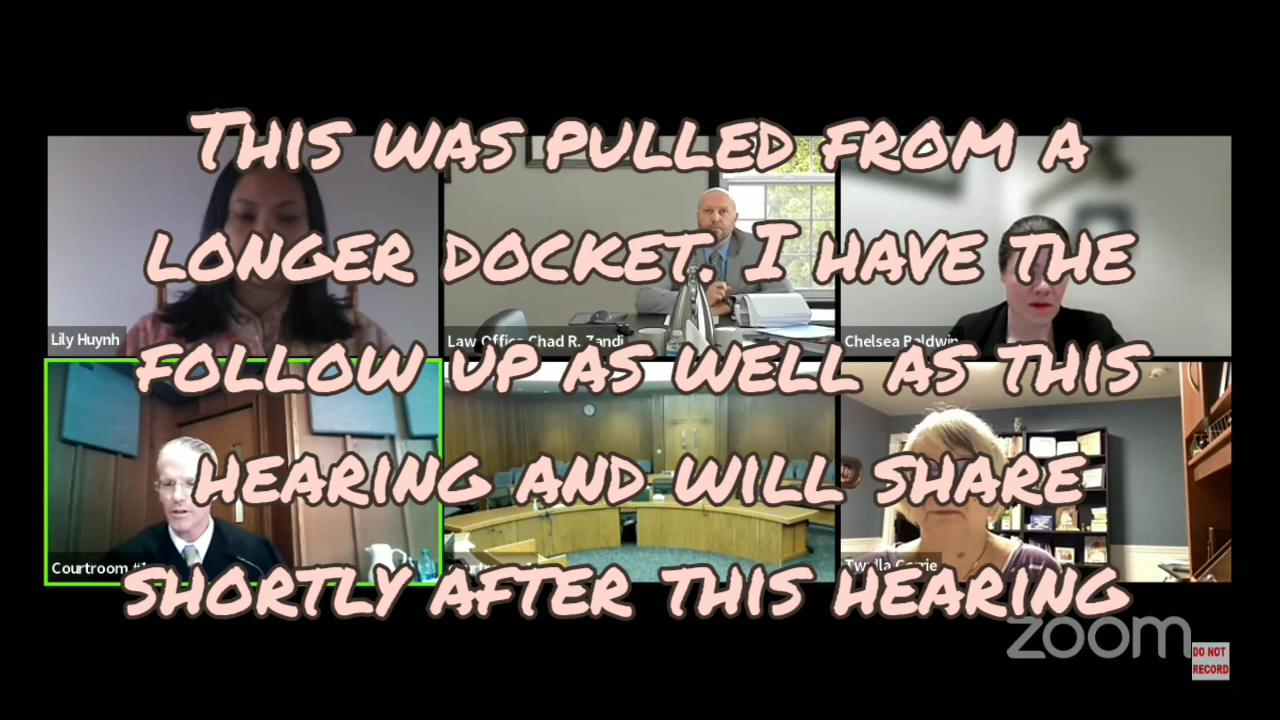 THIS WAS PULLED FROM A
LONGER DOCKET. I HAVE THE
FOLLOW UP AS WELL AS THIS
HEARING AND WILL SHARE
SHORTLY AFTER THIS HEARING
Lily Huynh
Law Office Chad R. Zandi
Chelsea Baldwin
Courtroom #1
zoom
DO NOT
RECORD